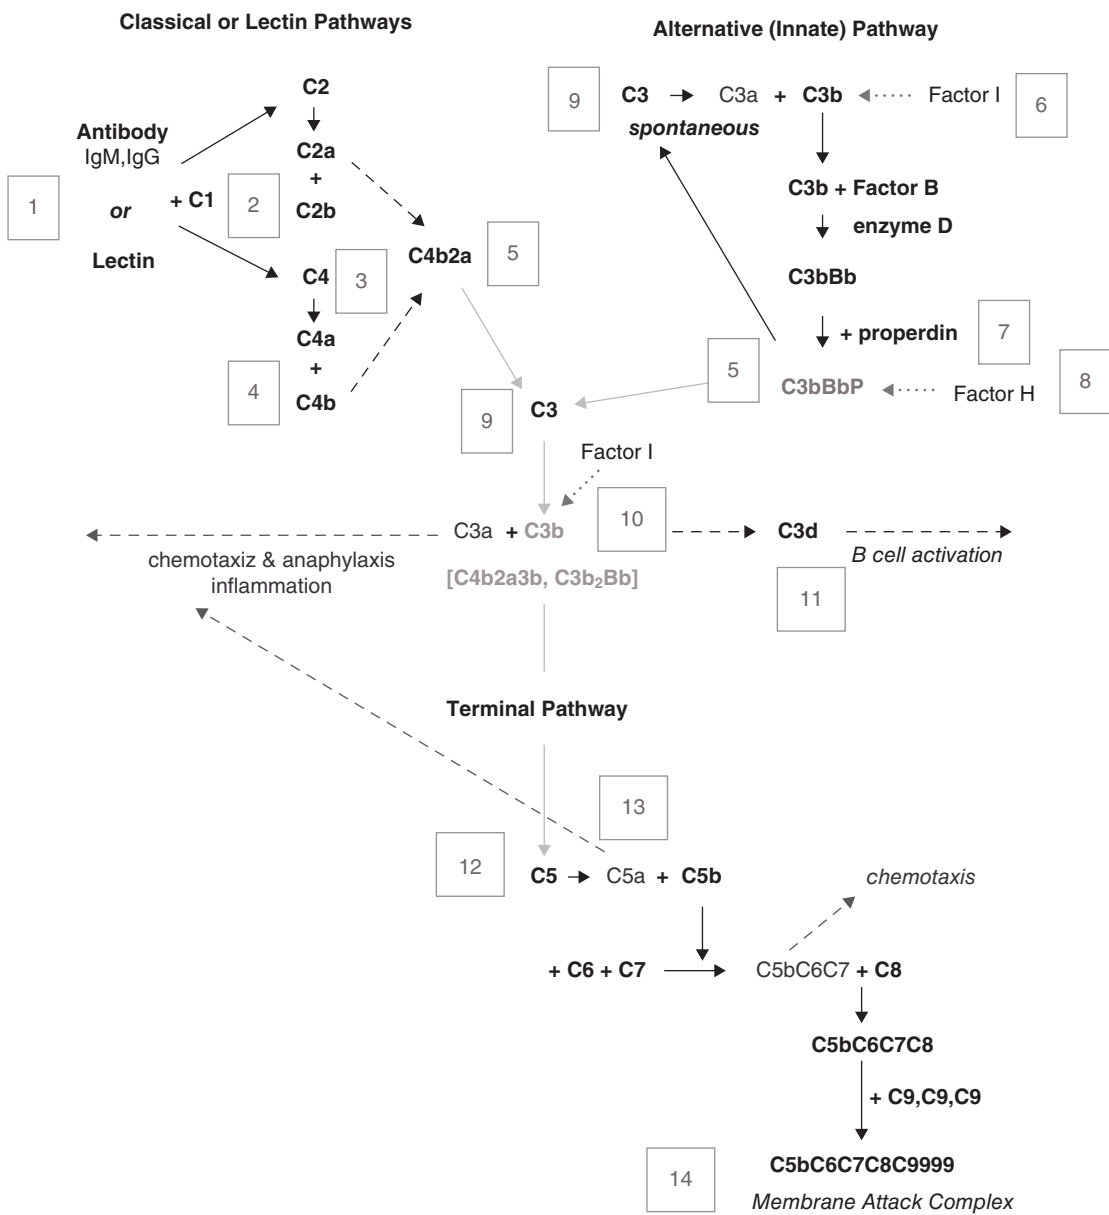 Classical or Lectin Pathways
Alternative (Innate) Pathway
C2
9
C3
C3a + C3b
Factor I
6
spontaneous
Antibody
IgM,IgG
C2a
+
C2b
1
or
+ C1
2
C3b + Factor B
enzyme D
Lectin
C4b2a
5
C4
3
C3bBb
C4a
+
C4b
4
+ properdin
7
5
C3bBbP
Factor H
8
9
C3
Factor I
C3a + C3b
10
C3d
chemotaxiz & anaphylaxis
inflammation
B cell activation
[C4b2a3b, C3b₂Bb]
11
Terminal Pathway
13
12
C5
C5a + C5b
chemotaxis
+ C6 + C7
C5bC6C7 + C8
C5bC6C7C8
+ C9,C9,C9
14
C5bC6C7C8C9999
Membrane Attack Complex